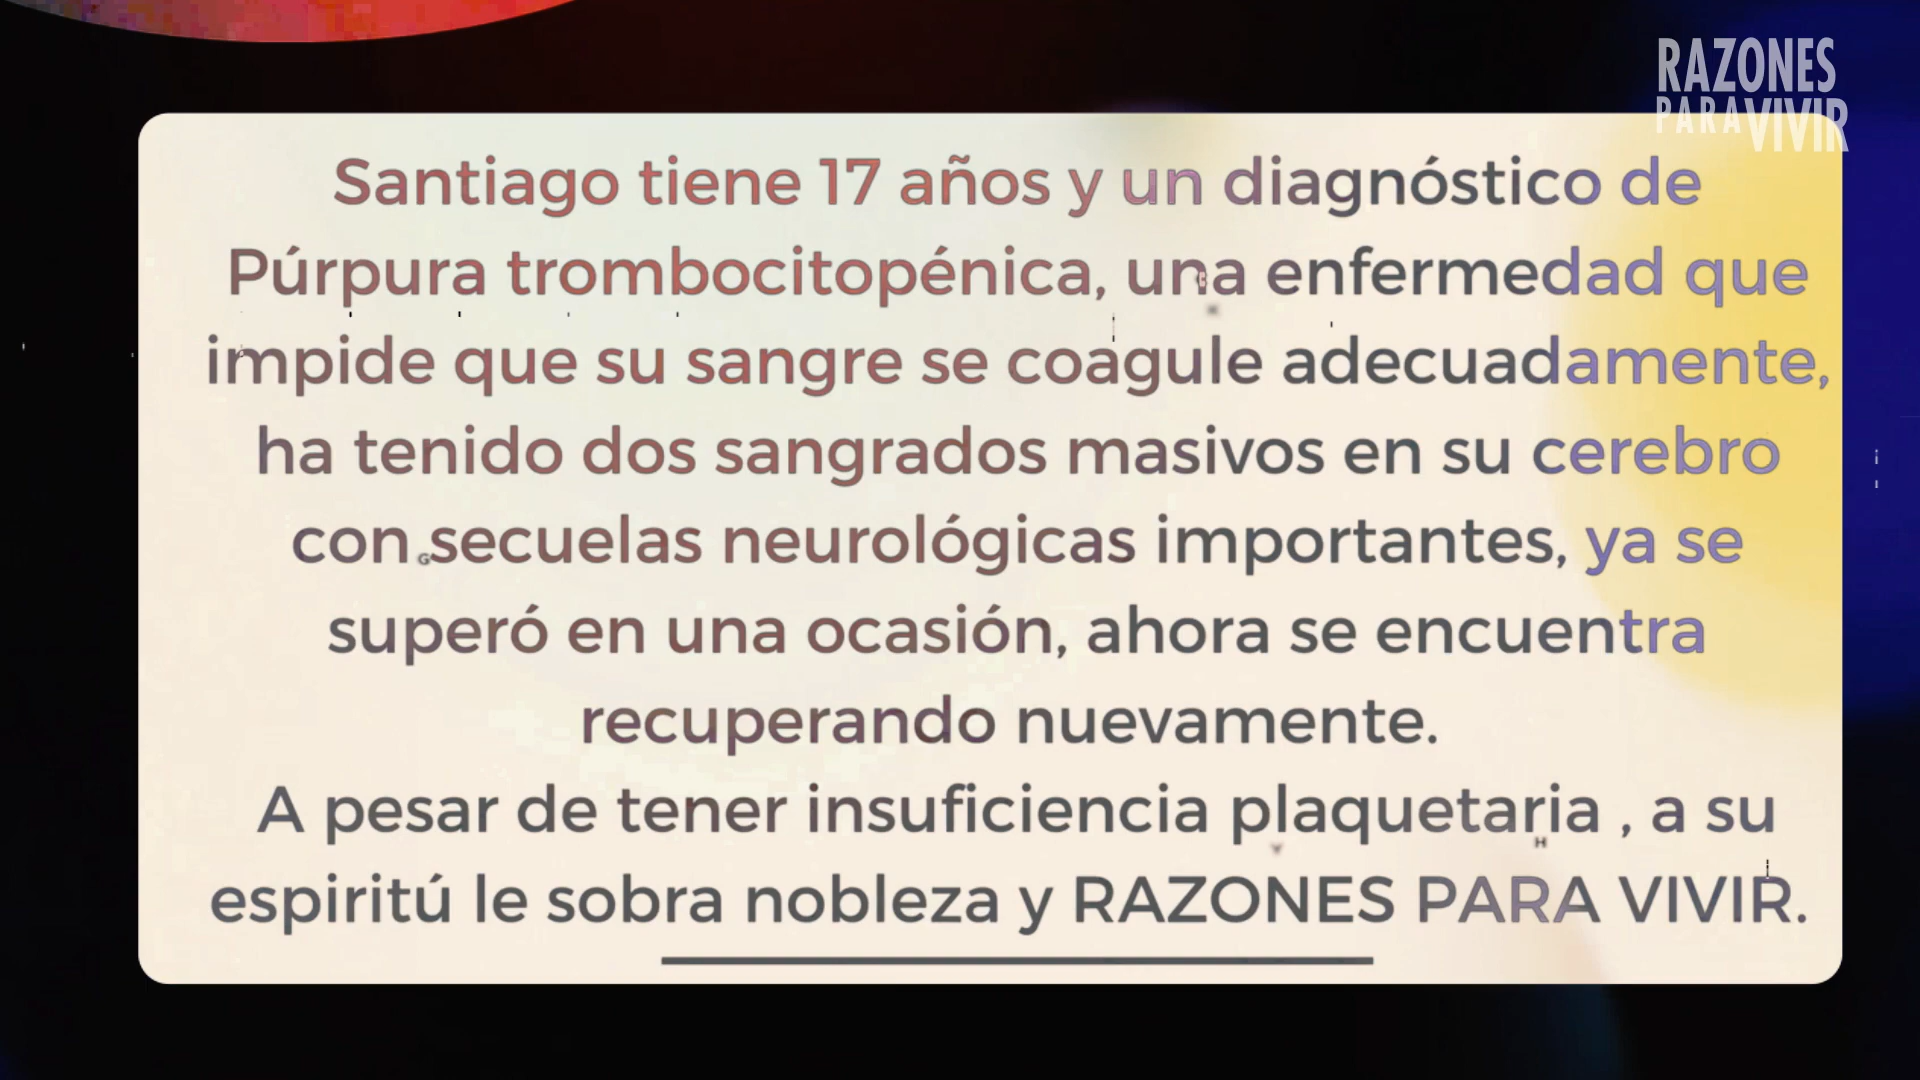 RAZONES
PARA VIVIR
Santiago tiene 17 años y un diagnóstico de
Púrpura trombocitopénica, una enfermedad que
impide que su sangre se coagule adecuadamente,
ha tenido dos sangrados masivos en su cerebro
con secuelas neurológicas importantes, ya se
superó en una ocasión, ahora se encuentra
recuperando nuevamente.
A pesar de tener insuficiencia plaquetaria , a su
espiritú le sobra nobleza y RAZONES PARA VIVIR.